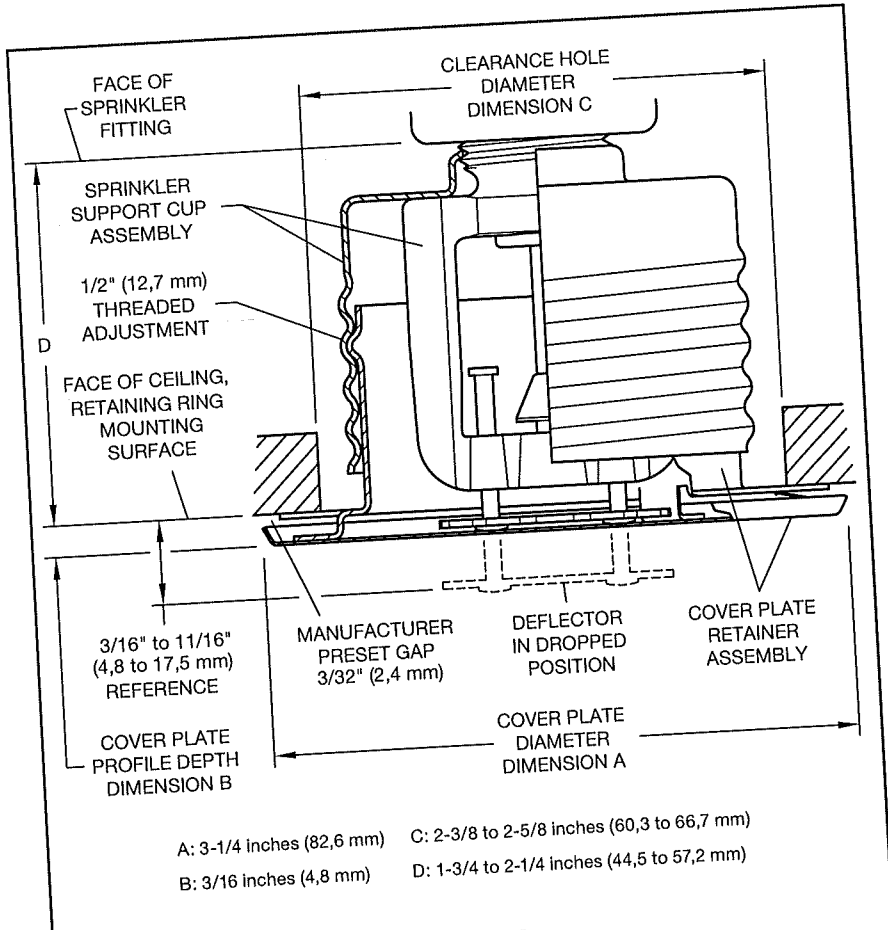 FACE OF
SPRINKLER
FITTING
CLEARANCE HOLE
DIAMETER
DIMENSION C
SPRINKLER
SUPPORT CUP
ASSEMBLY
1/2" (12,7 mm)
THREADED
ADJUSTMENT
D
FACE OF CEILING,
RETAINING RING
MOUNTING
SURFACE
3/16" to 11/16"
(4,8 to 17,5 mm)
REFERENCE
MANUFACTURER
PRESET GAP
3/32" (2,4 mm)
DEFLECTOR
IN DROPPED
POSITION
COVER PLATE
RETAINER
ASSEMBLY
COVER PLATE
PROFILE DEPTH
DIMENSION B
COVER PLATE
DIAMETER
DIMENSION A
A: 3-1/4 inches (82,6 mm) C: 2-3/8 to 2-5/8 inches (60,3 to 66,7 mm)
B: 3/16 inches (4,8 mm) D: 1-3/4 to 2-1/4 inches (44,5 to 57,2 mm)